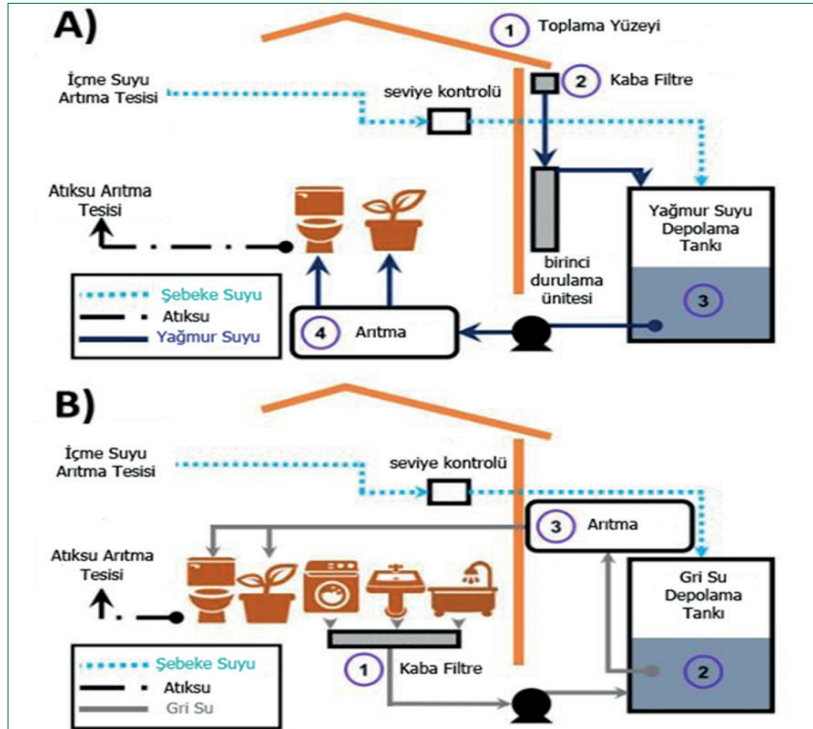 A)
1 Toplama Yüzeyi
İçme Suyu
Artıma Tesisi
seviye kontrolü
2 Kaba Filtre
Atıksu Arıtma
Tesisi
Yağmur Suyu
Depolama
Tankı
birinci
durulama
ünitesi
3
Şebeke Suyu
Atıksu
Yağmur Suyu
4 Arıtma
B)
İçme Suyu
Arıtma Tesisi
seviye kontrolü
3 Arıtma
Atıksu Arıtma
Tesisi
Gri Su
Depolama
Tankı
2
1 Kaba Filtre
Şebeke Suyu
Atıksu
Gri Su